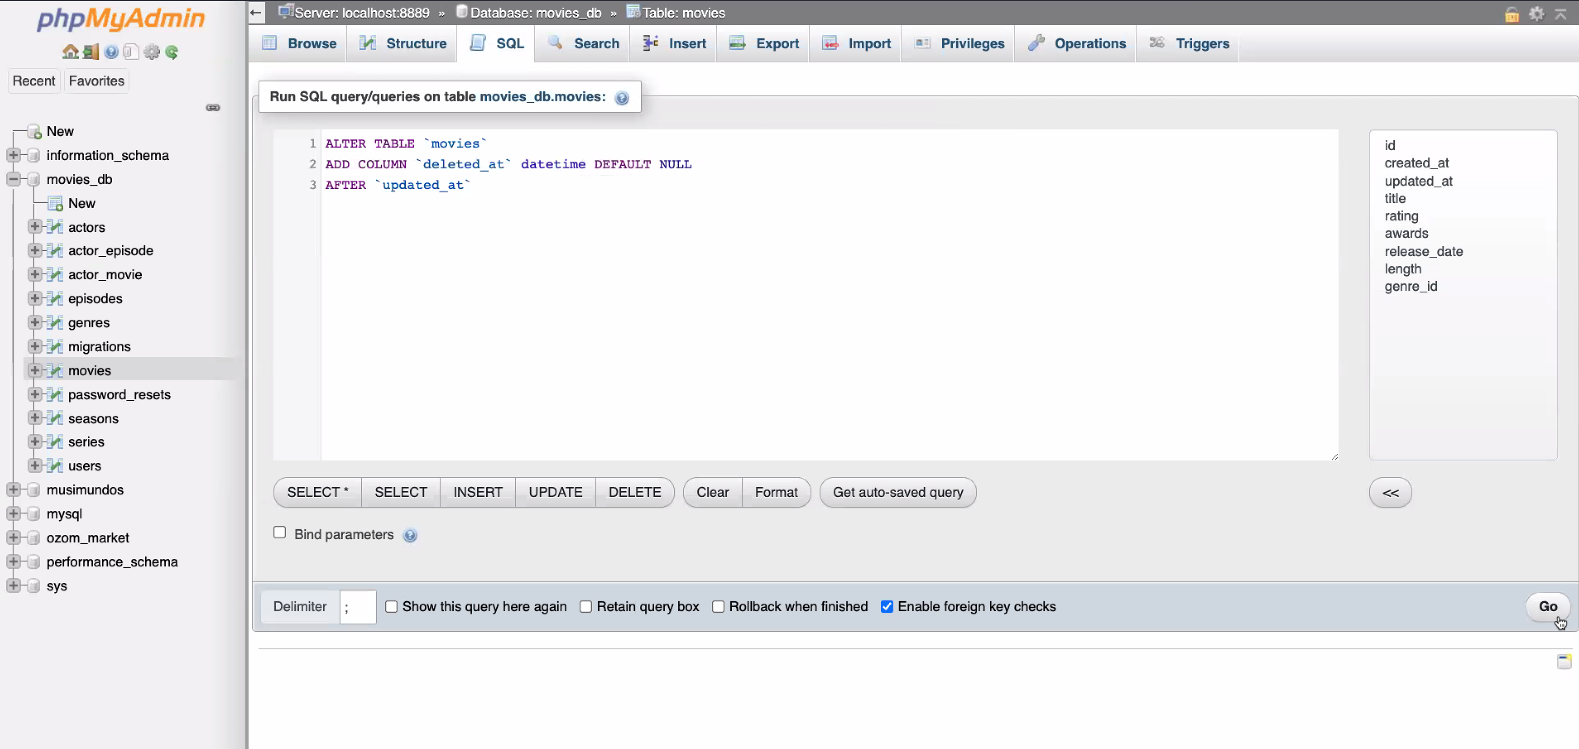 phpMyAdmin
Recent
Favorites
New
information_schema
movies_db
New
actors
actor_episode
actor_movie
episodes
genres
migrations
movies
password_resets
seasons
series
users
musimundos
mysql
ozom_market
performance_schema
sys
Server: localhost:8889 » Database: movies_db » Table: movies
Browse Structure SQL Search Insert Export Import Privileges Operations Triggers
Run SQL query/queries on table movies_db.movies:
1 ALTER TABLE `movies`
2 ADD COLUMN `deleted_at` datetime DEFAULT NULL
3 AFTER `updated_at`
id
created_at
updated_at
title
rating
awards
release_date
length
genre_id
SELECT * SELECT INSERT UPDATE DELETE Clear Format Get auto-saved query <<
Bind parameters
Delimiter ; Show this query here again Retain query box Rollback when finished Enable foreign key checks Go